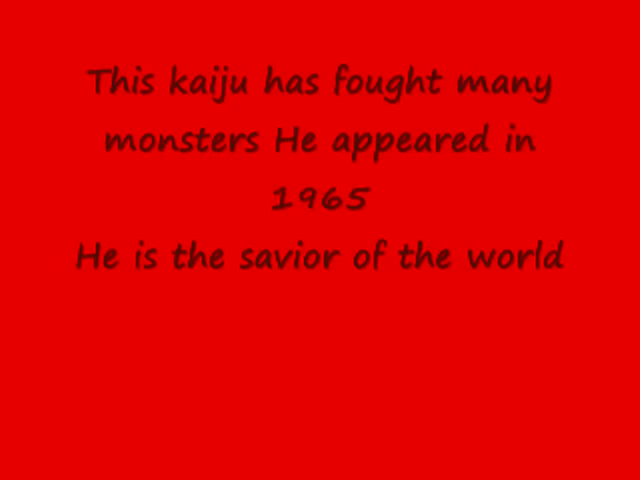 This kaiju has fought many
monsters He appeared in
1965
He is the savior of the world